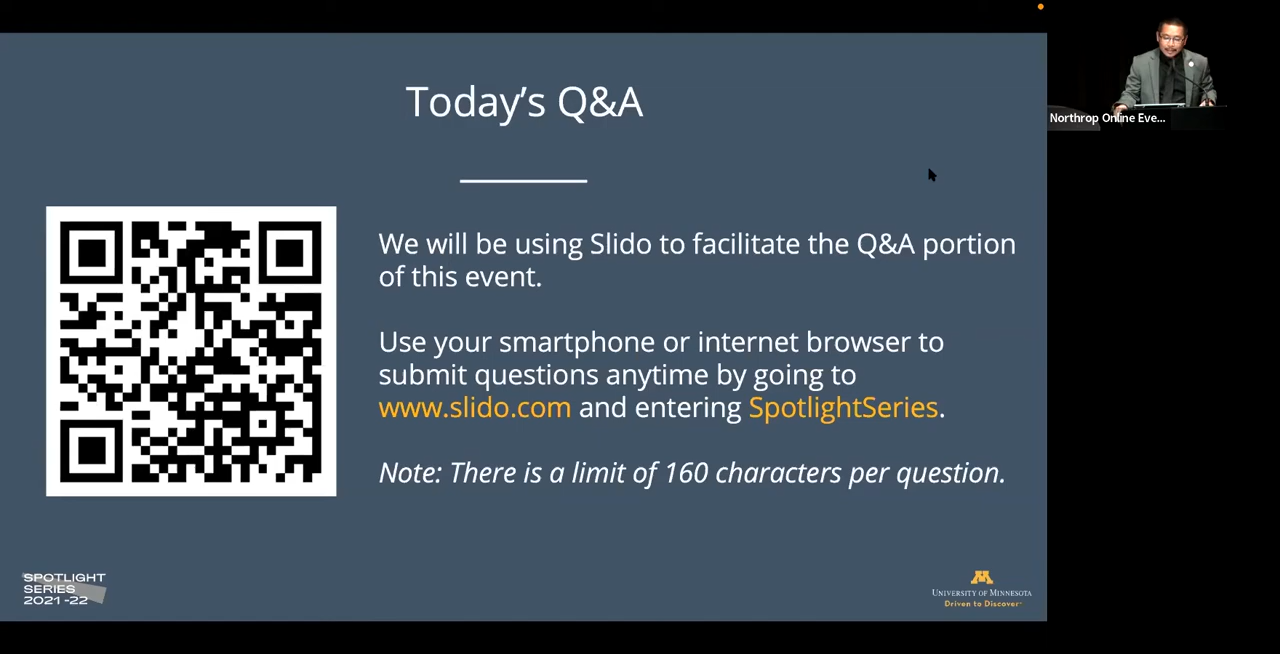 Today's Q&A
We will be using Slido to facilitate the Q&A portion
of this event.
Use your smartphone or internet browser to
submit questions anytime by going to
www.slido.com and entering SpotlightSeries.
Note: There is a limit of 160 characters per question.
SPOTLIGHT
SERIES
2021-22
M
UNIVERSITY OF MINNESOTA
Driven to Discover
Northrop Online Eve...